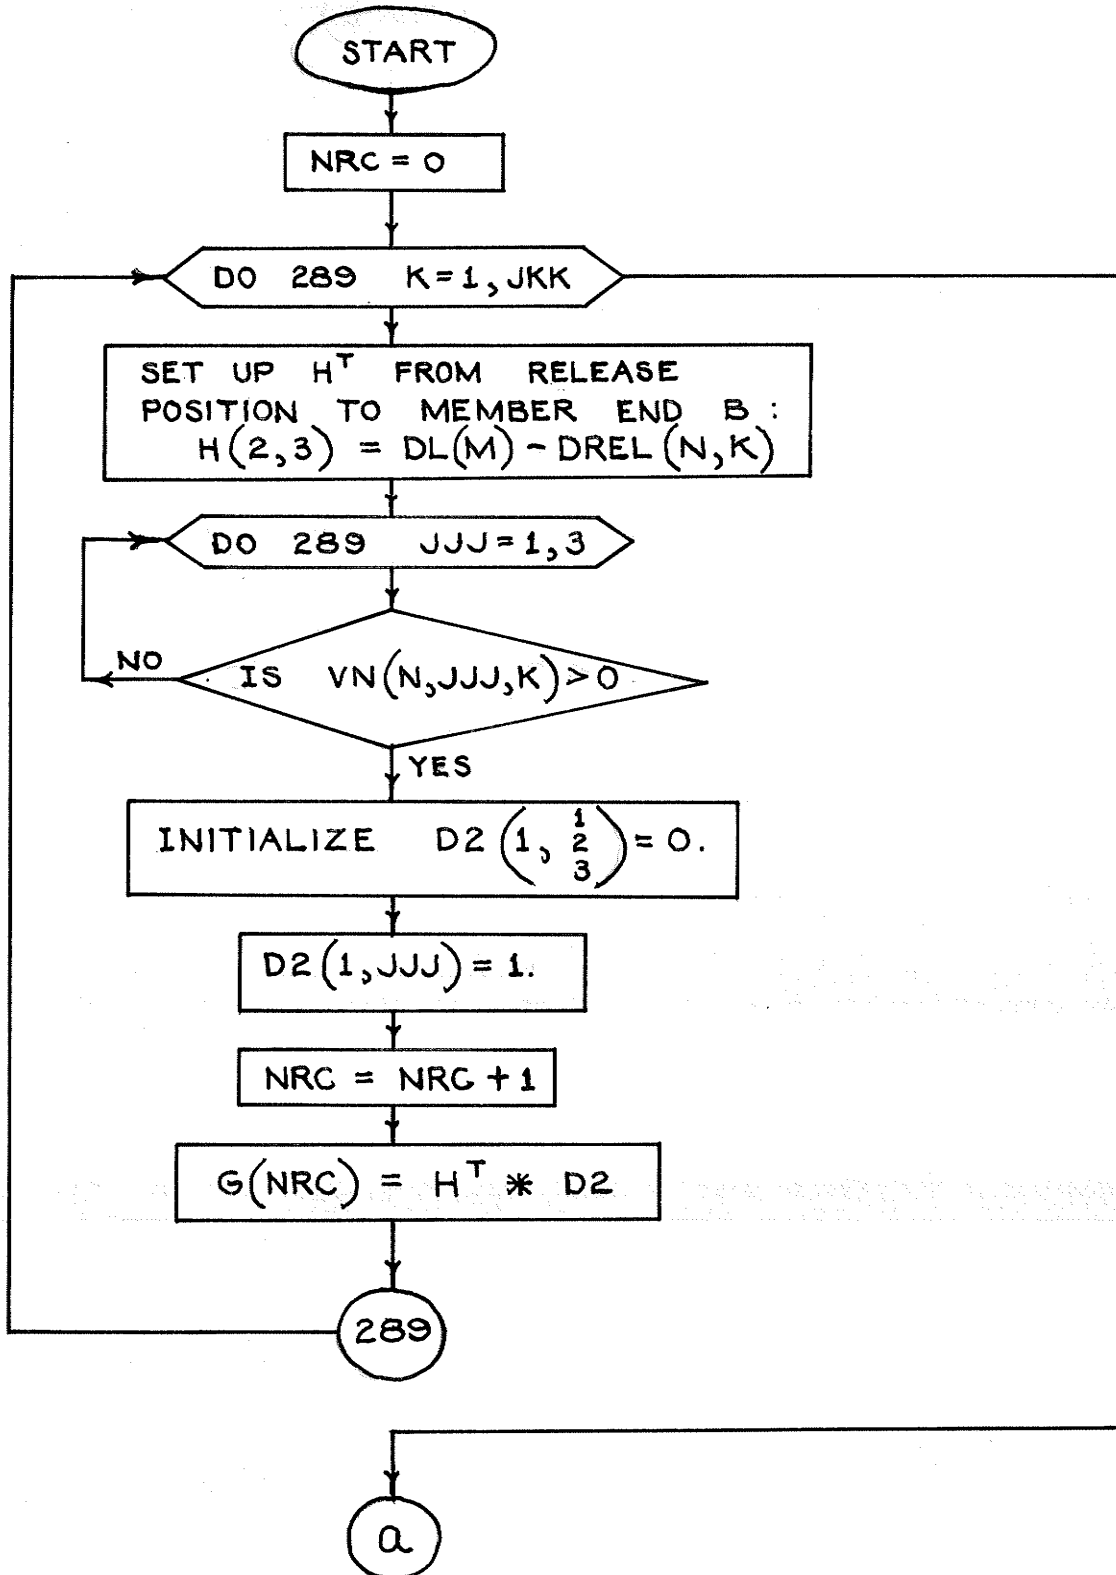 START
NRC = 0
DO 289 K=1, JKK
SET UP Hᵀ FROM RELEASE
POSITION TO MEMBER END B :
H(2,3) = DL(M) - DREL(N,K)
DO 289 JJJ=1,3
NO
IS VN(N,JJJ,K)>0
YES
INITIALIZE D2(1, 1 2 3)=0.
D2(1,JJJ)=1.
NRC = NRC +1
G(NRC) = Hᵀ * D2
289
a